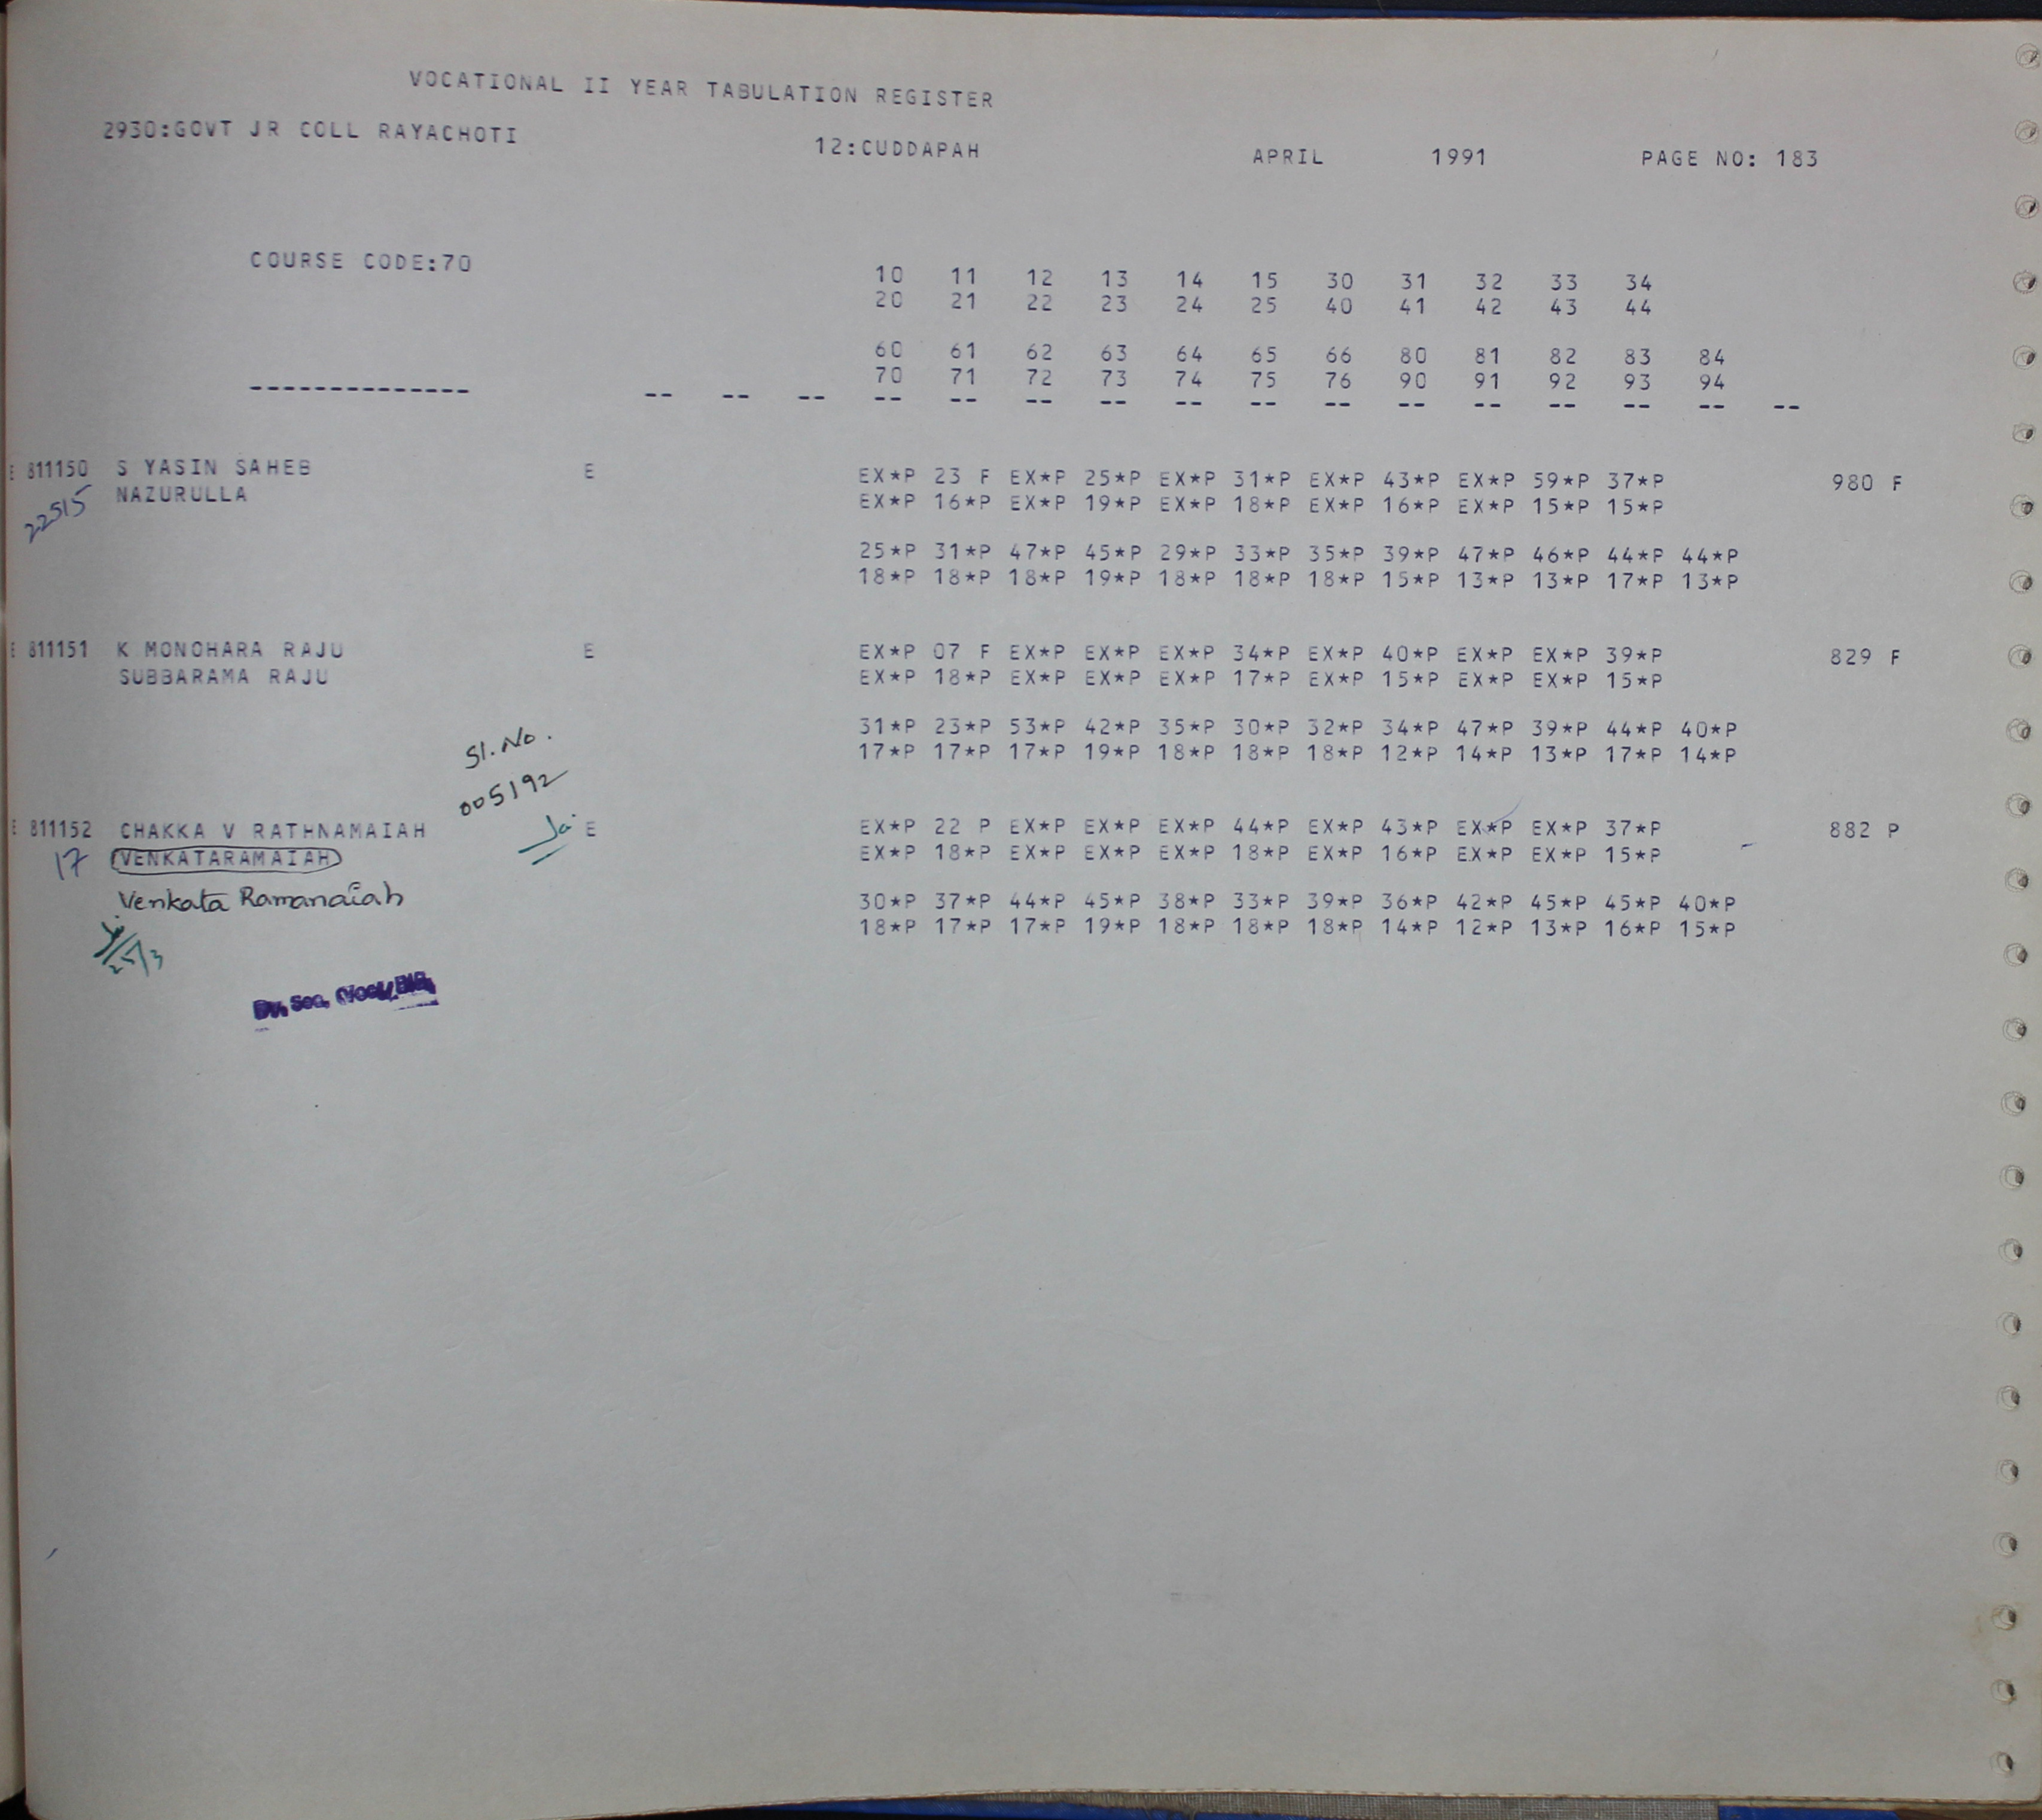 VOCATIONAL II YEAR TABULATION REGISTER
2930:GOVT JR COLL RAYACHOTI 12:CUDDAPAH APRIL 1991 PAGE NO: 183
COURSE CODE:70
10 11 12 13 14 15 30 31 32 33 34
20 21 22 23 24 25 40 41 42 43 44
60 61 62 63 64 65 66 80 81 82 83 84
70 71 72 73 74 75 76 90 91 92 93 94
-------------- -- -- -- -- -- -- -- -- -- -- -- -- -- -- -- --
E 811150 S YASIN SAHEB E EX*P 23 F EX*P 25*P EX*P 31*P EX*P 43*P EX*P 59*P 37*P 980 F
22515 NAZURULLA EX*P 16*P EX*P 19*P EX*P 18*P EX*P 16*P EX*P 15*P 15*P
25*P 31*P 47*P 45*P 29*P 33*P 35*P 39*P 47*P 46*P 44*P 44*P
18*P 18*P 18*P 19*P 18*P 18*P 18*P 15*P 13*P 13*P 17*P 13*P
E 811151 K MONOHARA RAJU E EX*P 07 F EX*P EX*P EX*P 34*P EX*P 40*P EX*P EX*P 39*P 829 F
SUBBARAMA RAJU EX*P 18*P EX*P EX*P EX*P 17*P EX*P 15*P EX*P EX*P 15*P
31*P 23*P 53*P 42*P 35*P 30*P 32*P 34*P 47*P 39*P 44*P 40*P
17*P 17*P 17*P 19*P 18*P 18*P 18*P 12*P 14*P 13*P 17*P 14*P
Sl. No.
005192
E 811152 CHAKKA V RATHNAMAIAH E EX*P 22 P EX*P EX*P EX*P 44*P EX*P 43*P EX*P EX*P 37*P 882 P
17 VENKATARAMAIAH EX*P 18*P EX*P EX*P EX*P 18*P EX*P 16*P EX*P EX*P 15*P
Venkata Ramanaiah
30*P 37*P 44*P 45*P 38*P 33*P 39*P 36*P 42*P 45*P 45*P 40*P
18*P 17*P 17*P 19*P 18*P 18*P 18*P 14*P 12*P 13*P 16*P 15*P
Dy. Sec.